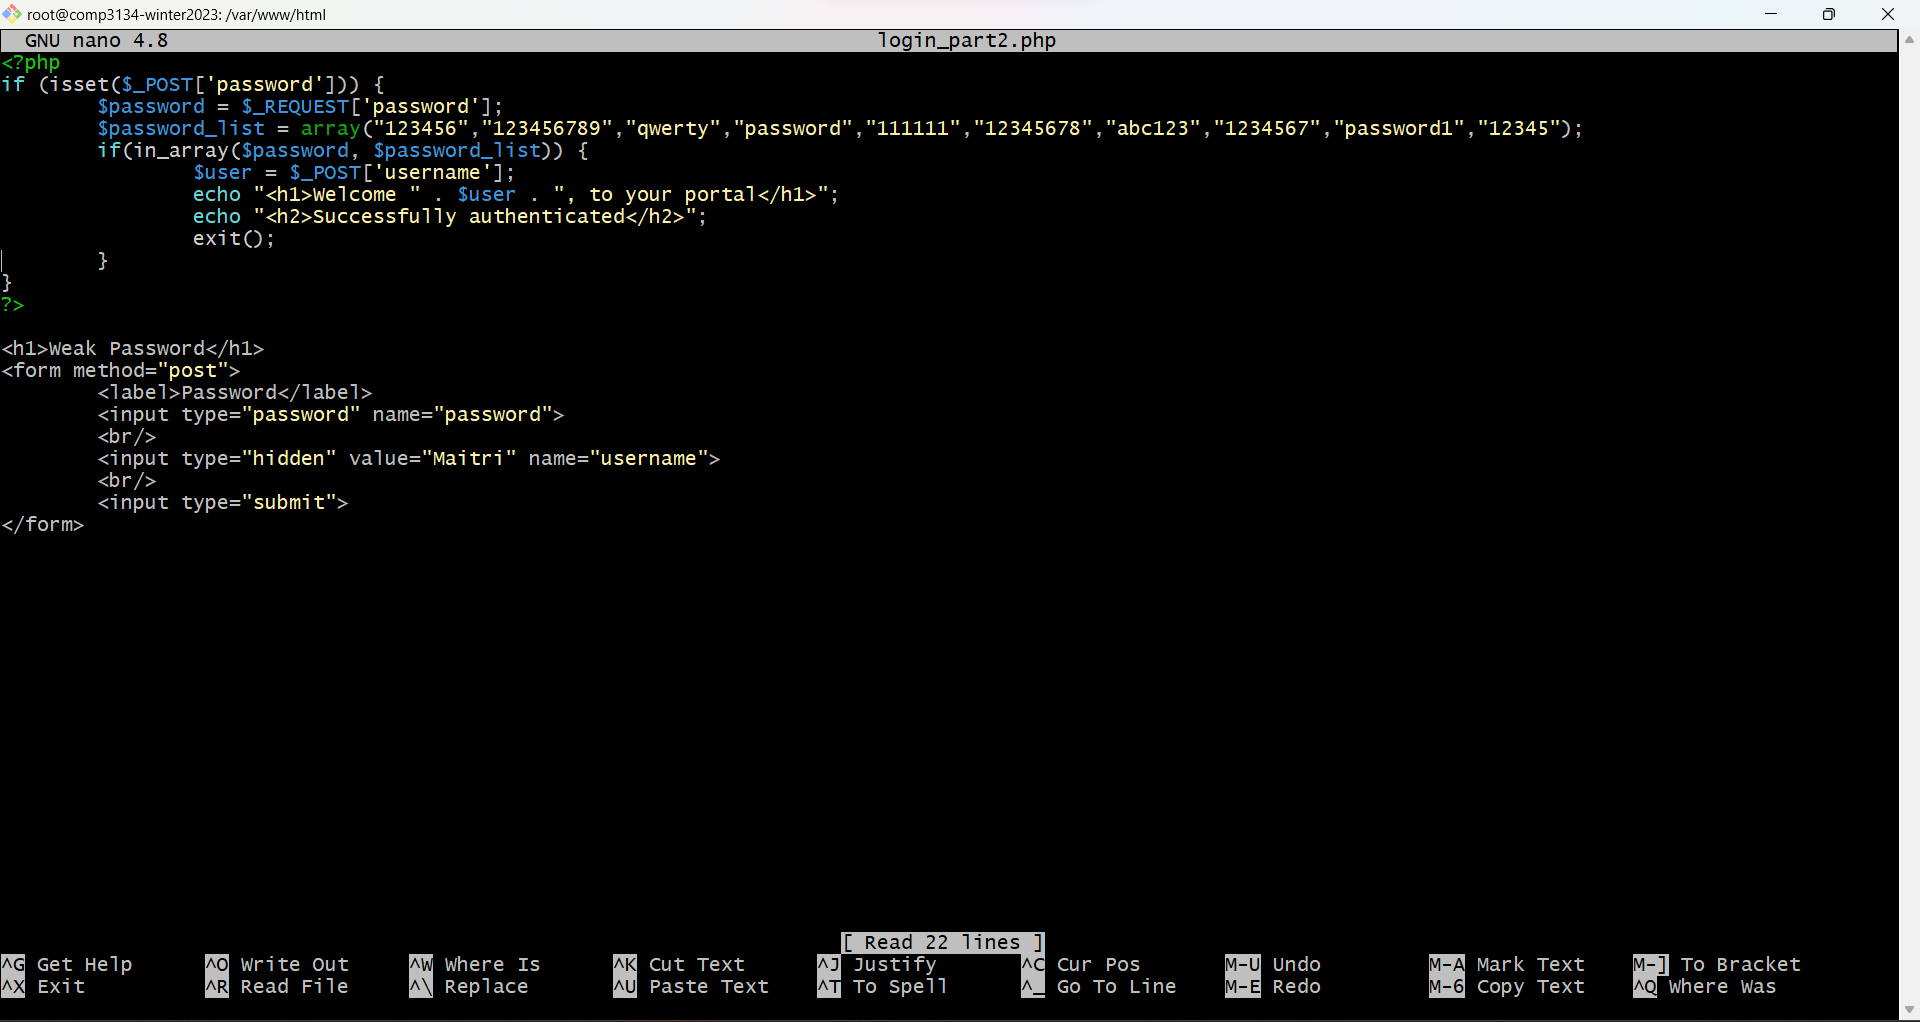 root@comp3134-winter2023: /var/www/html
GNU nano 4.8 login_part2.php
<?php
if (isset($_POST['password'])) {
        $password = $_REQUEST['password'];
        $password_list = array("123456","123456789","qwerty","password","111111","12345678","abc123","1234567","password1","12345");
        if(in_array($password, $password_list)) {
                $user = $_POST['username'];
                echo "<h1>Welcome " . $user . ", to your portal</h1>";
                echo "<h2>Successfully authenticated</h2>";
                exit();
        }
}
?>
<h1>Weak Password</h1>
<form method="post">
        <label>Password</label>
        <input type="password" name="password">
        <br/>
        <input type="hidden" value="Maitri" name="username">
        <br/>
        <input type="submit">
</form>
[ Read 22 lines ]
^G Get Help ^O Write Out ^W Where Is ^K Cut Text ^J Justify ^C Cur Pos M-U Undo M-A Mark Text M-] To Bracket
^X Exit ^R Read File ^\ Replace ^U Paste Text ^T To Spell ^_ Go To Line M-E Redo M-6 Copy Text ^Q Where Was